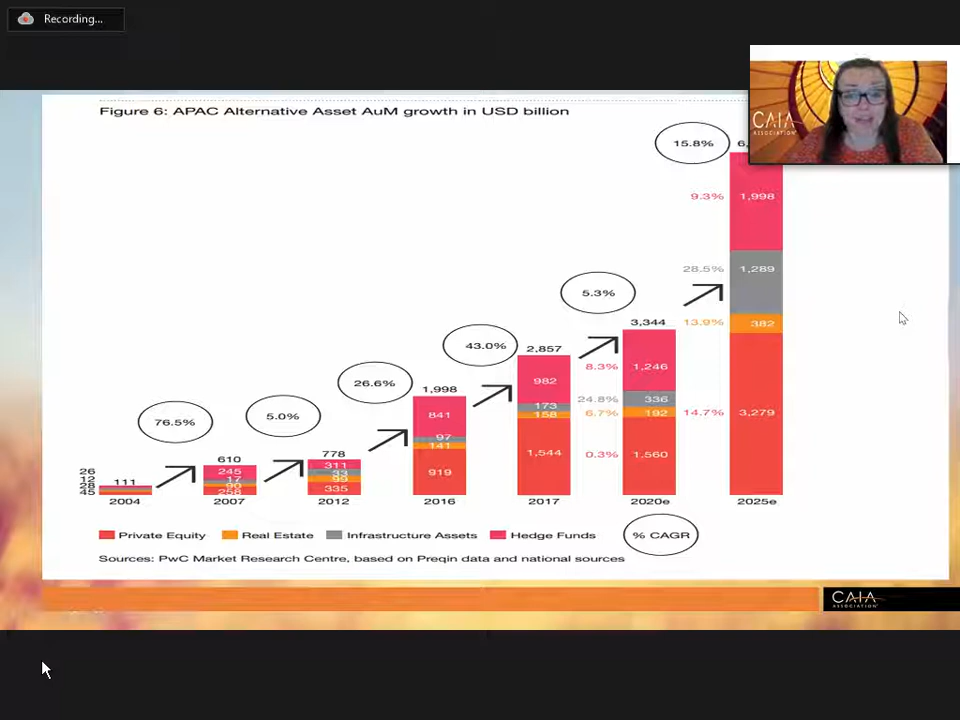 Recording...
Figure 6: APAC Alternative Asset AuM growth in USD billion
15.8%
6,
9.3% 1,998
CAIA
ASSOCIATION
28.5% 1,289
5.3%
3,344 13.9% 382
43.0% 2,857
8.3% 1,246
982
26.6% 1,998
24.8% 336
173
841
6.7% 192 14.7% 3,279
158
76.5% 5.0%
97
141
1,544 0.3% 1,560
778
610
919
26 245 311
12 111 17 33
28 90 99
45 258 335
2004 2007 2012 2016 2017 2020e 2025e
Private Equity Real Estate Infrastructure Assets Hedge Funds % CAGR
Sources: PwC Market Research Centre, based on Preqin data and national sources
CAIA
ASSOCIATION